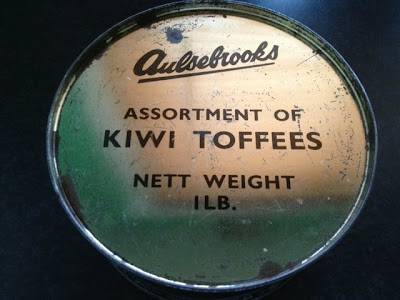 Aulsebrooks
ASSORTMENT OF
KIWI TOFFEES
NETT WEIGHT
1LB.